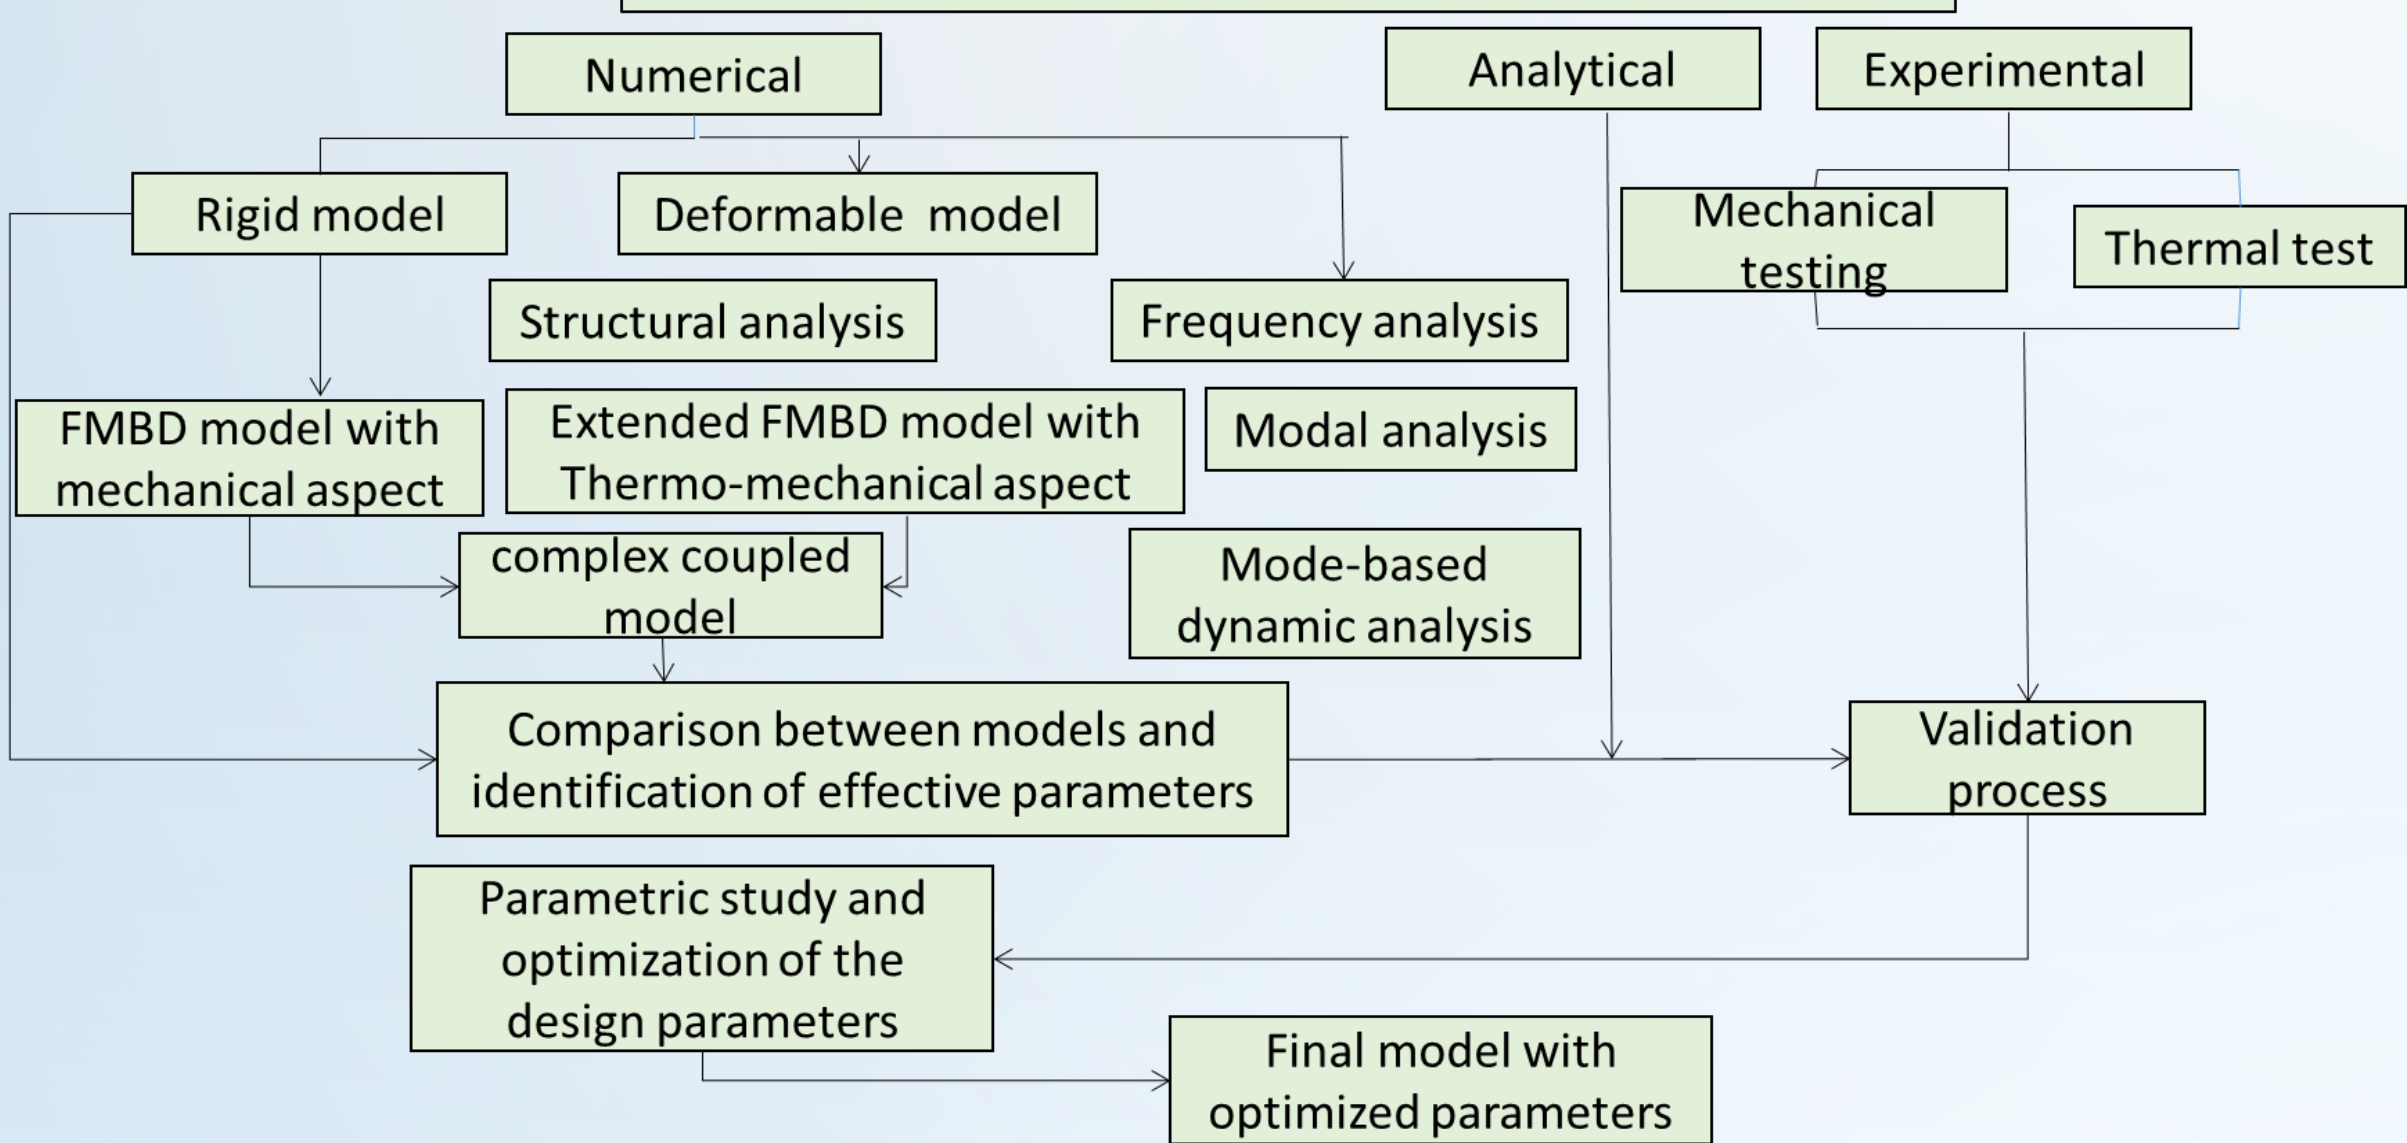 Numerical
Analytical
Experimental
Rigid model
Deformable  model
Mechanical
testing
Thermal test
Structural analysis
Frequency analysis
FMBD model with
mechanical aspect
Extended FMBD model with
Thermo-mechanical aspect
Modal analysis
complex coupled
model
Mode-based
dynamic analysis
Comparison between models and
identification of effective parameters
Validation
process
Parametric study and
optimization of the
design parameters
Final model with
optimized parameters